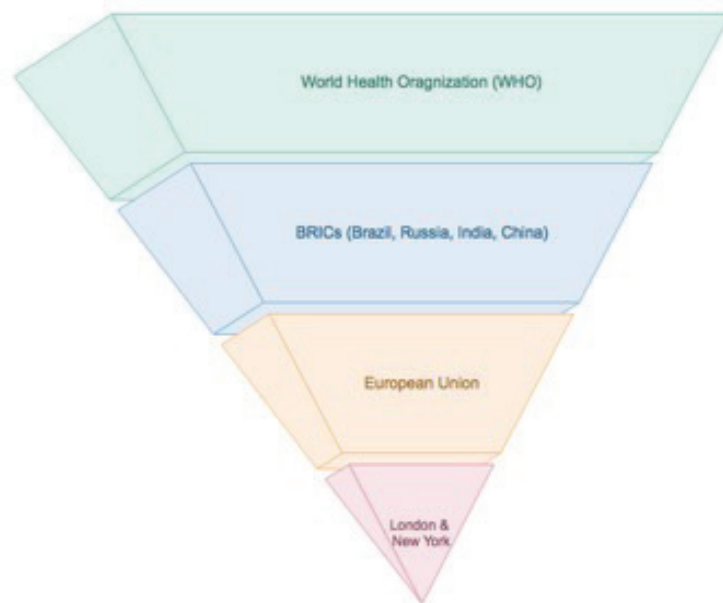 World Health Oragnization (WHO)
BRICs (Brazil, Russia, India, China)
European Union
London &
New York